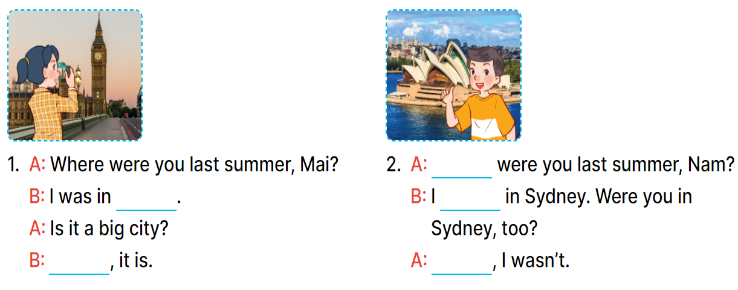 1. A: Where were you last summer, Mai?
B: I was in ______.
A: Is it a big city?
B: ______, it is.
2. A: ______ were you last summer, Nam?
B: I ______ in Sydney. Were you in
Sydney, too?
A: ______, I wasn't.